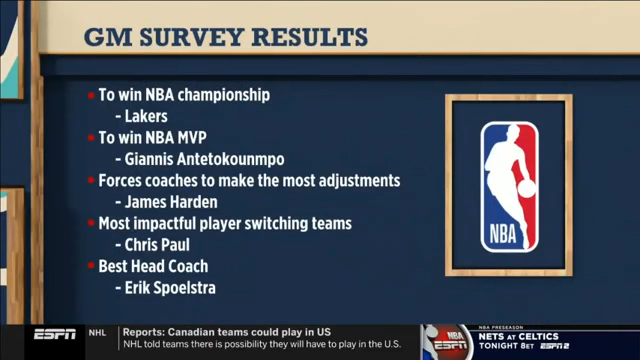 GM SURVEY RESULTS
• To win NBA championship
- Lakers
• To win NBA MVP
- Giannis Antetokounmpo
• Forces coaches to make the most adjustments
- James Harden
• Most impactful player switching teams
- Chris Paul
• Best Head Coach
- Erik Spoelstra
NBA
ESPN
NHL
Reports: Canadian teams could play in US
NHL told teams there is possibility they will have to play in the U.S.
NBA
NBA PRESEASON
NETS AT CELTICS
TONIGHT 8ET ESPN2